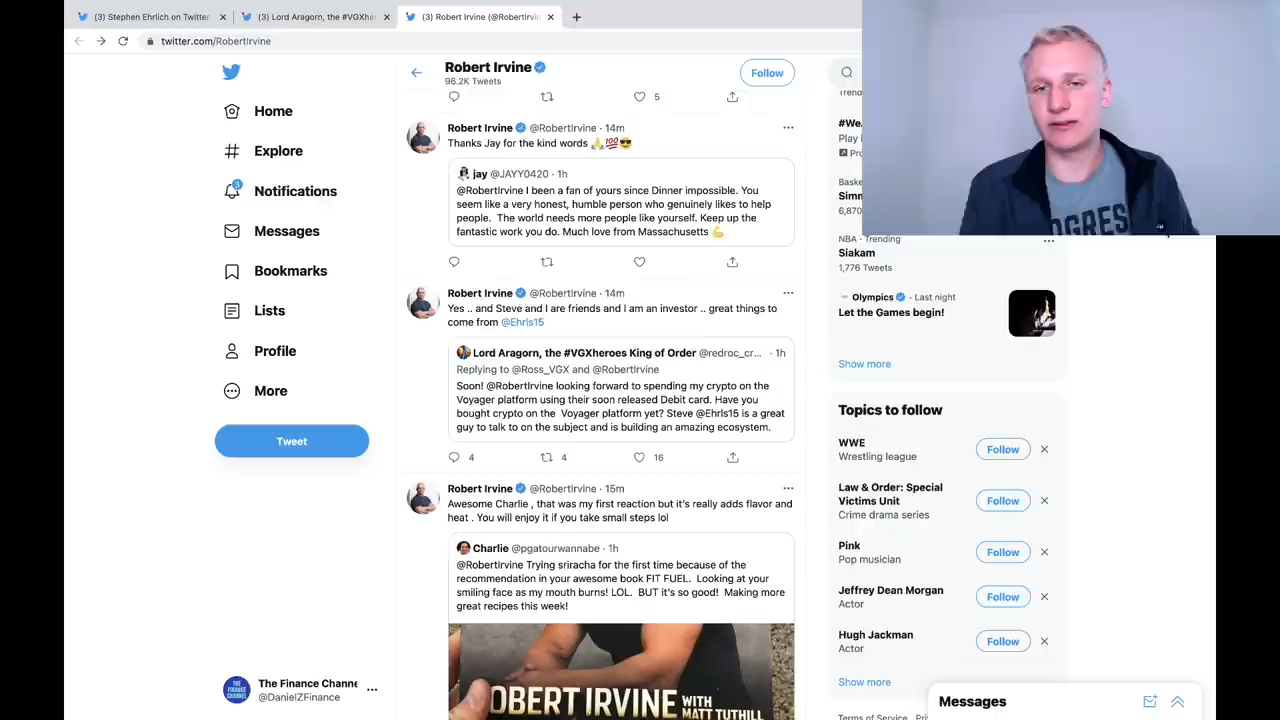 (3) Stephen Ehrlich on Twitter
(3) Lord Aragorn, the #VGXher
(3) Robert Irvine (@RobertIrvin
twitter.com/RobertIrvine
Home
Explore
Notifications
3
Messages
Bookmarks
Lists
Profile
More
Tweet
The Finance Channe
@DanielZFinance
Robert Irvine
96.2K Tweets
Follow
5
Robert Irvine @RobertIrvine · 14m
Thanks Jay for the kind words 🙏💯😎
jay @JAYY0420 · 1h
@RobertIrvine I been a fan of yours since Dinner impossible. You
seem like a very honest, humble person who genuinely likes to help
people. The world needs more people like yourself. Keep up the
fantastic work you do. Much love from Massachusetts 💪
Robert Irvine @RobertIrvine · 14m
Yes .. and Steve and I are friends and I am an investor .. great things to
come from @Ehrls15
Lord Aragorn, the #VGXheroes King of Order @redroc_cr... · 1h
Replying to @Ross_VGX and @RobertIrvine
Soon! @RobertIrvine looking forward to spending my crypto on the
Voyager platform using their soon released Debit card. Have you
bought crypto on the Voyager platform yet? Steve @Ehrls15 is a great
guy to talk to on the subject and is building an amazing ecosystem.
4 4 16
Robert Irvine @RobertIrvine · 15m
Awesome Charlie , that was my first reaction but it's really adds flavor and
heat . You will enjoy it if you take small steps lol
Charlie @pgatourwannabe · 1h
@RobertIrvine Trying sriracha for the first time because of the
recommendation in your awesome book FIT FUEL. Looking at your
smiling face as my mouth burns! LOL. BUT it's so good! Making more
great recipes this week!
OBERT IRVINE WITH
MATT TUTHILL
Trend
#We
Play
Pro
Baske
Simm
6,870
OGRES
NBA · Trending
Siakam
1,776 Tweets
Olympics · Last night
Let the Games begin!
Show more
Topics to follow
WWE
Wrestling league
Follow
Law & Order: Special
Victims Unit
Crime drama series
Follow
Pink
Pop musician
Follow
Jeffrey Dean Morgan
Actor
Follow
Hugh Jackman
Actor
Follow
Show more
Messages
Terms of Service